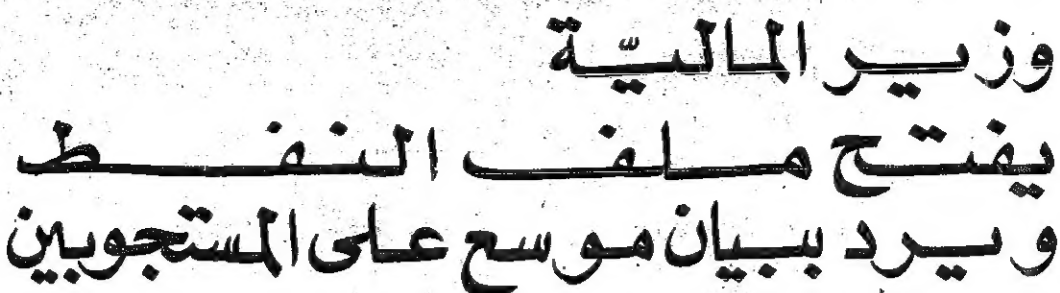 وزير الماليّة
يفتح ملف النفط
ويرد ببيان موسع على المستجوبين